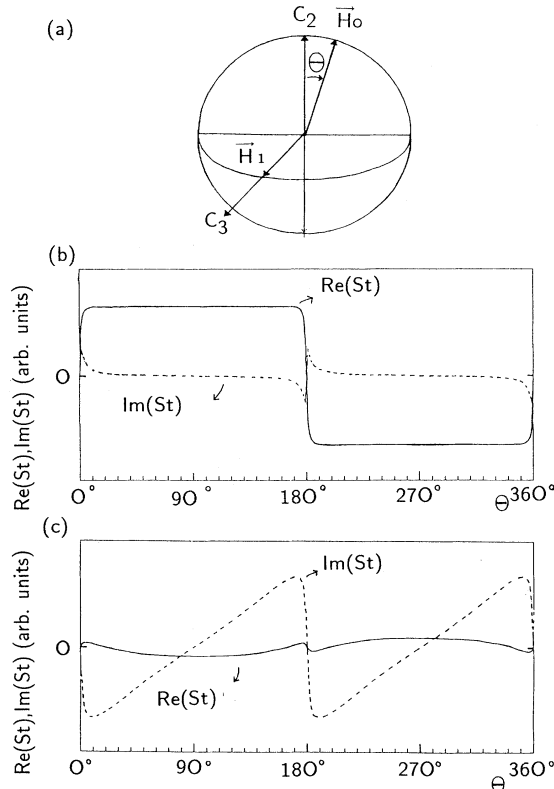 (a)
C2 H0
Θ
H1
C3
(b)
Re(St),Im(St) (arb. units)
Re(St)
O
Im(St)
0° 90° 180° 270° 360°
Θ
(c)
Re(St),Im(St) (arb. units)
Im(St)
O
Re(St)
0° 90° 180° 270° 360°
Θ